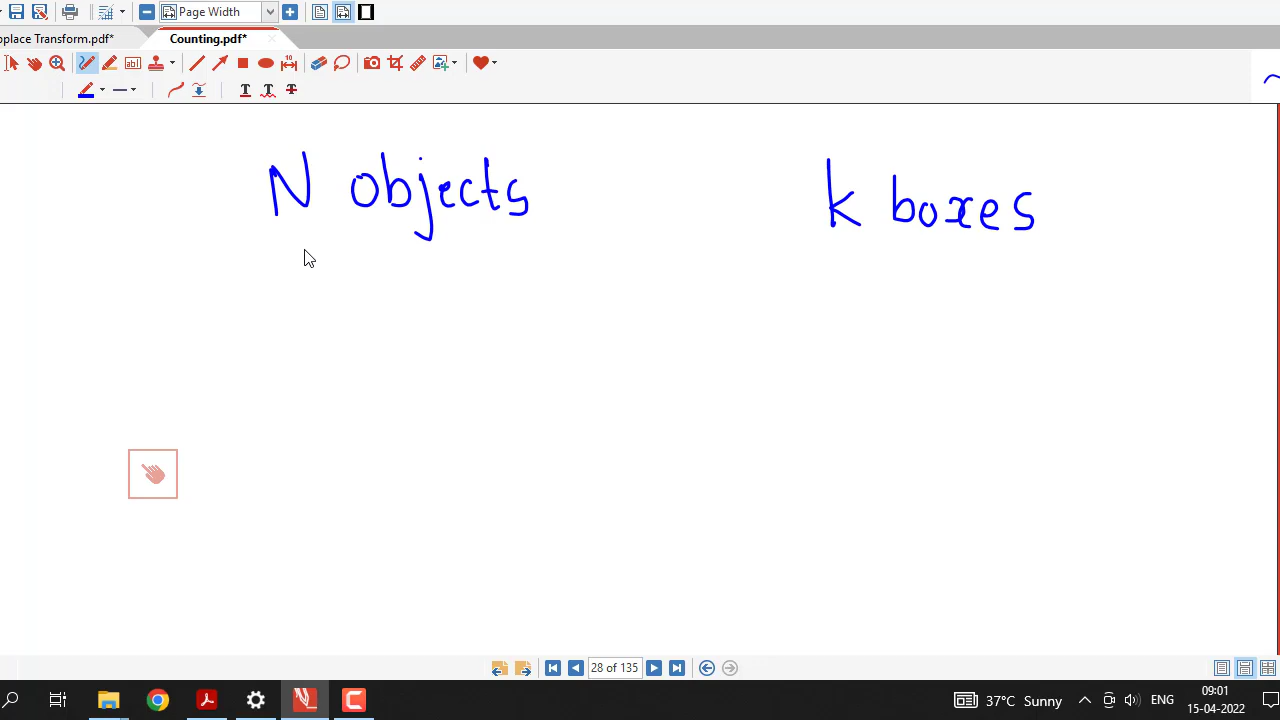 Page Width
oplace Transform.pdf*
Counting.pdf*
N objects
k boxes
28 of 135
37°C Sunny
ENG
09:01
15-04-2022